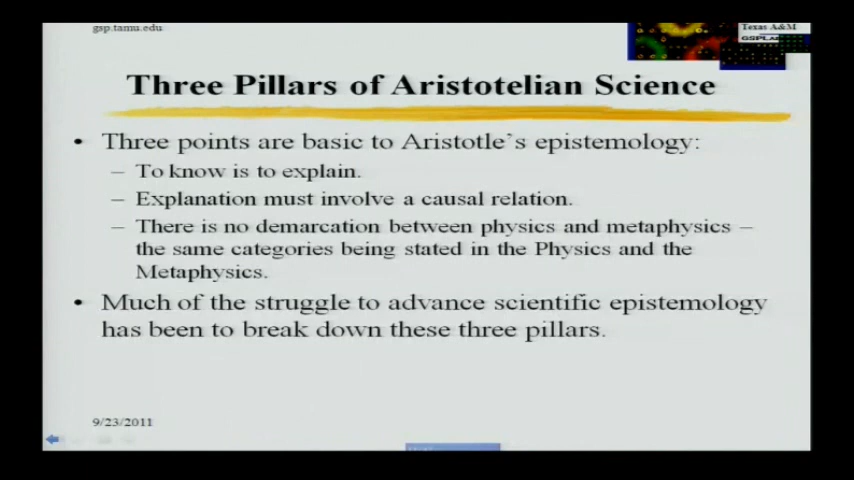 gsp.tamu.edu
Texas A&M
Three Pillars of Aristotelian Science
• Three points are basic to Aristotle's epistemology:
– To know is to explain.
– Explanation must involve a causal relation.
– There is no demarcation between physics and metaphysics –
the same categories being stated in the Physics and the
Metaphysics.
• Much of the struggle to advance scientific epistemology
has been to break down these three pillars.
9/23/2011